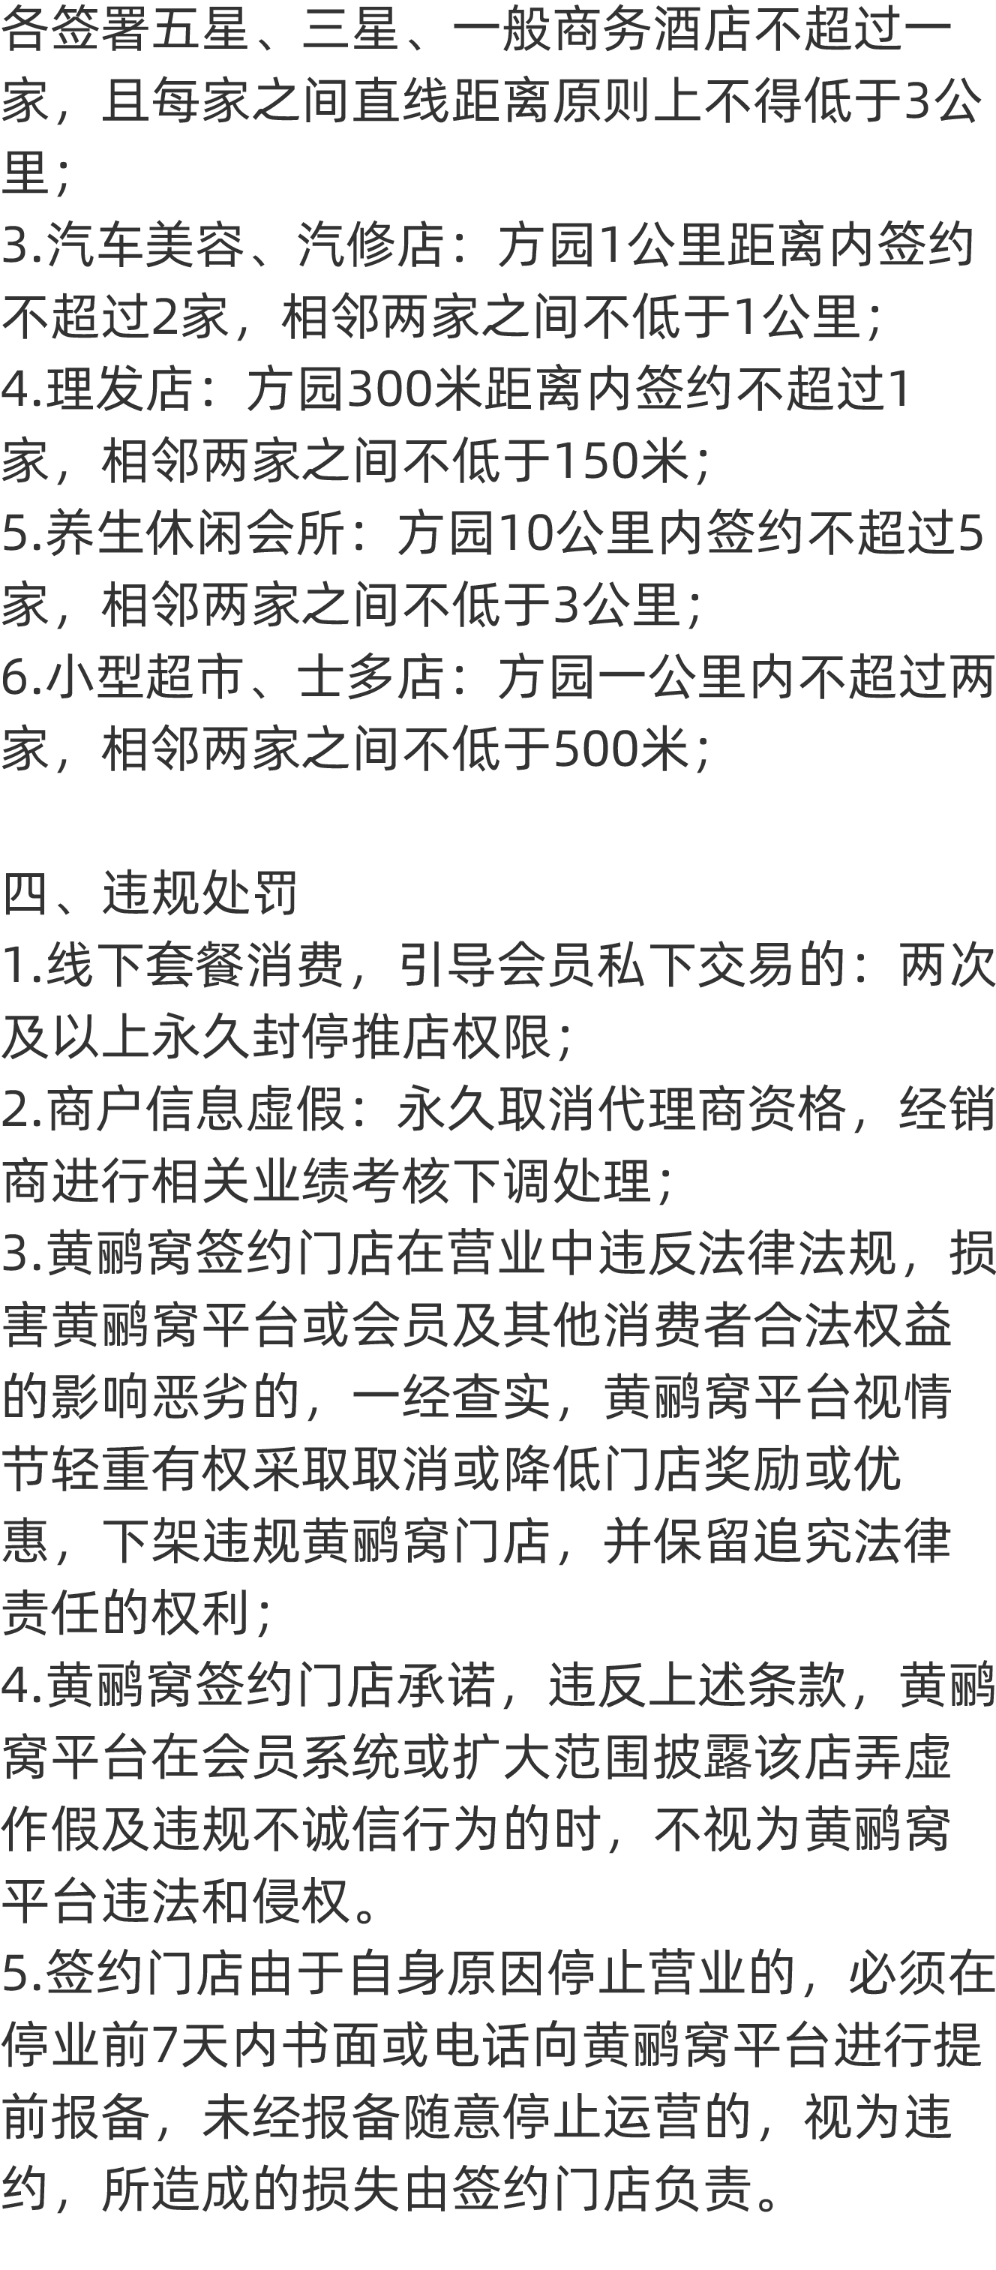 各签署五星、三星、一般商务酒店不超过一
家，且每家之间直线距离原则上不得低于3公
里；
3.汽车美容、汽修店：方园1公里距离内签约
不超过2家，相邻两家之间不低于1公里；
4.理发店：方园300米距离内签约不超过1
家，相邻两家之间不低于150米；
5.养生休闲会所：方园10公里内签约不超过5
家，相邻两家之间不低于3公里；
6.小型超市、士多店：方园一公里内不超过两
家，相邻两家之间不低于500米；
四、违规处罚
1.线下套餐消费，引导会员私下交易的：两次
及以上永久封停推店权限；
2.商户信息虚假：永久取消代理商资格，经销
商进行相关业绩考核下调处理；
3.黄鹂窝签约门店在营业中违反法律法规，损
害黄鹂窝平台或会员及其他消费者合法权益
的影响恶劣的，一经查实，黄鹂窝平台视情
节轻重有权采取取消或降低门店奖励或优
惠，下架违规黄鹂窝门店，并保留追究法律
责任的权利；
4.黄鹂窝签约门店承诺，违反上述条款，黄鹂
窝平台在会员系统或扩大范围披露该店弄虚
作假及违规不诚信行为的时，不视为黄鹂窝
平台违法和侵权。
5.签约门店由于自身原因停止营业的，必须在
停业前7天内书面或电话向黄鹂窝平台进行提
前报备，未经报备随意停止运营的，视为违
约，所造成的损失由签约门店负责。